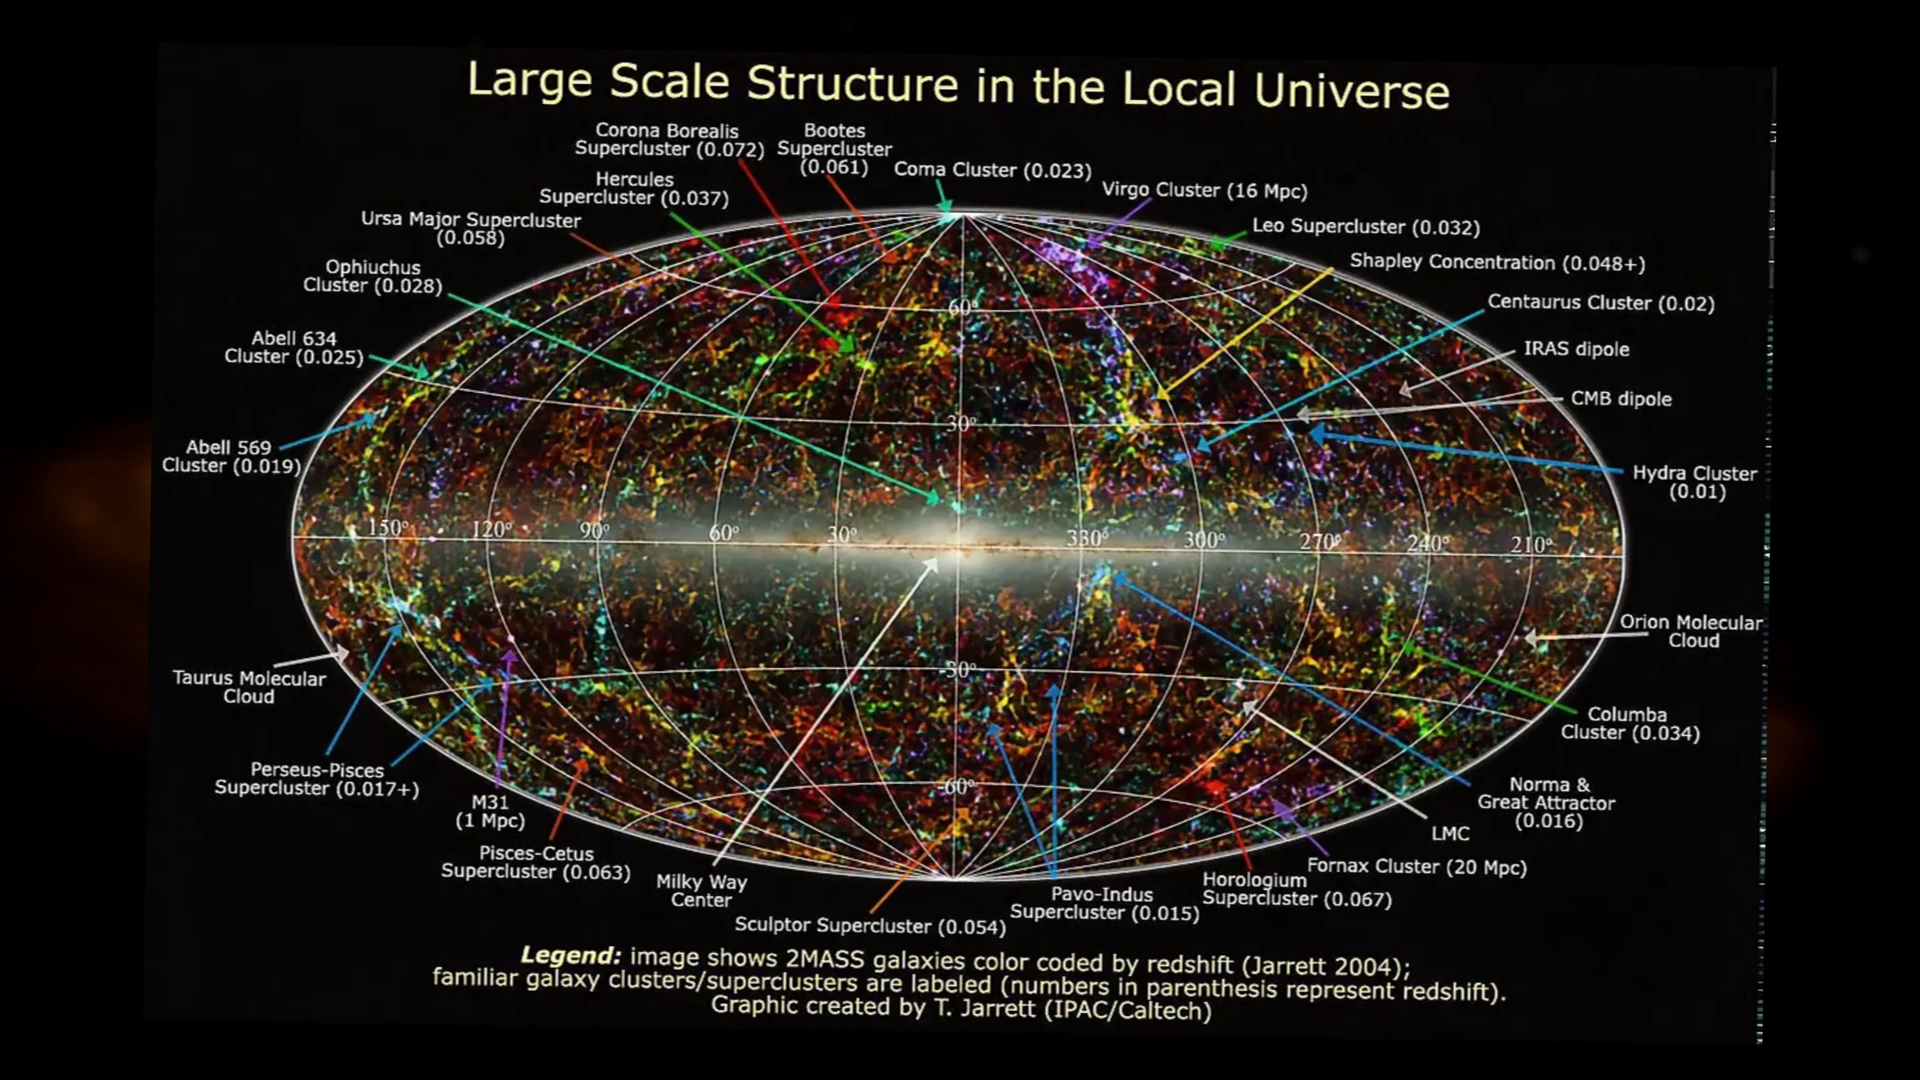 Large Scale Structure in the Local Universe
Corona Borealis
Supercluster (0.072)
Bootes
Supercluster
(0.061)
Coma Cluster (0.023)
Hercules
Supercluster (0.037)
Virgo Cluster (16 Mpc)
Ursa Major Supercluster
(0.058)
Leo Supercluster (0.032)
Shapley Concentration (0.048+)
Ophiuchus
Cluster (0.028)
Centaurus Cluster (0.02)
Abell 634
Cluster (0.025)
IRAS dipole
CMB dipole
Abell 569
Cluster (0.019)
Hydra Cluster
(0.01)
60°
30°
150°
120°
90°
60°
30°
330°
300°
270°
240°
210°
-30°
-60°
Orion Molecular
Cloud
Taurus Molecular
Cloud
Columba
Cluster (0.034)
Perseus-Pisces
Supercluster (0.017+)
M31
(1 Mpc)
Norma &
Great Attractor
(0.016)
LMC
Pisces-Cetus
Supercluster (0.063)
Fornax Cluster (20 Mpc)
Milky Way
Center
Horologium
Supercluster (0.067)
Pavo-Indus
Supercluster (0.015)
Sculptor Supercluster (0.054)
Legend: image shows 2MASS galaxies color coded by redshift (Jarrett 2004);
familiar galaxy clusters/superclusters are labeled (numbers in parenthesis represent redshift).
Graphic created by T. Jarrett (IPAC/Caltech)